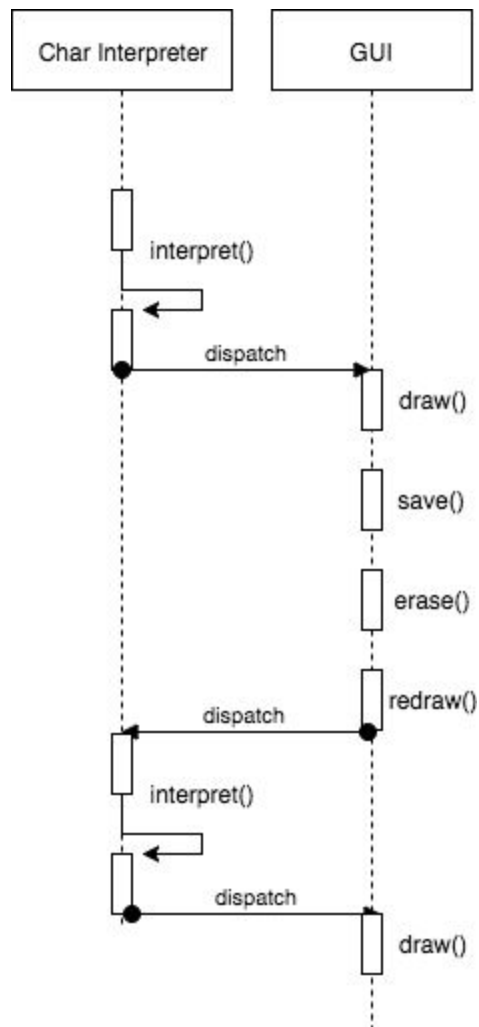 Char Interpreter
GUI
interpret()
dispatch
draw()
save()
erase()
redraw()
dispatch
interpret()
dispatch
draw()